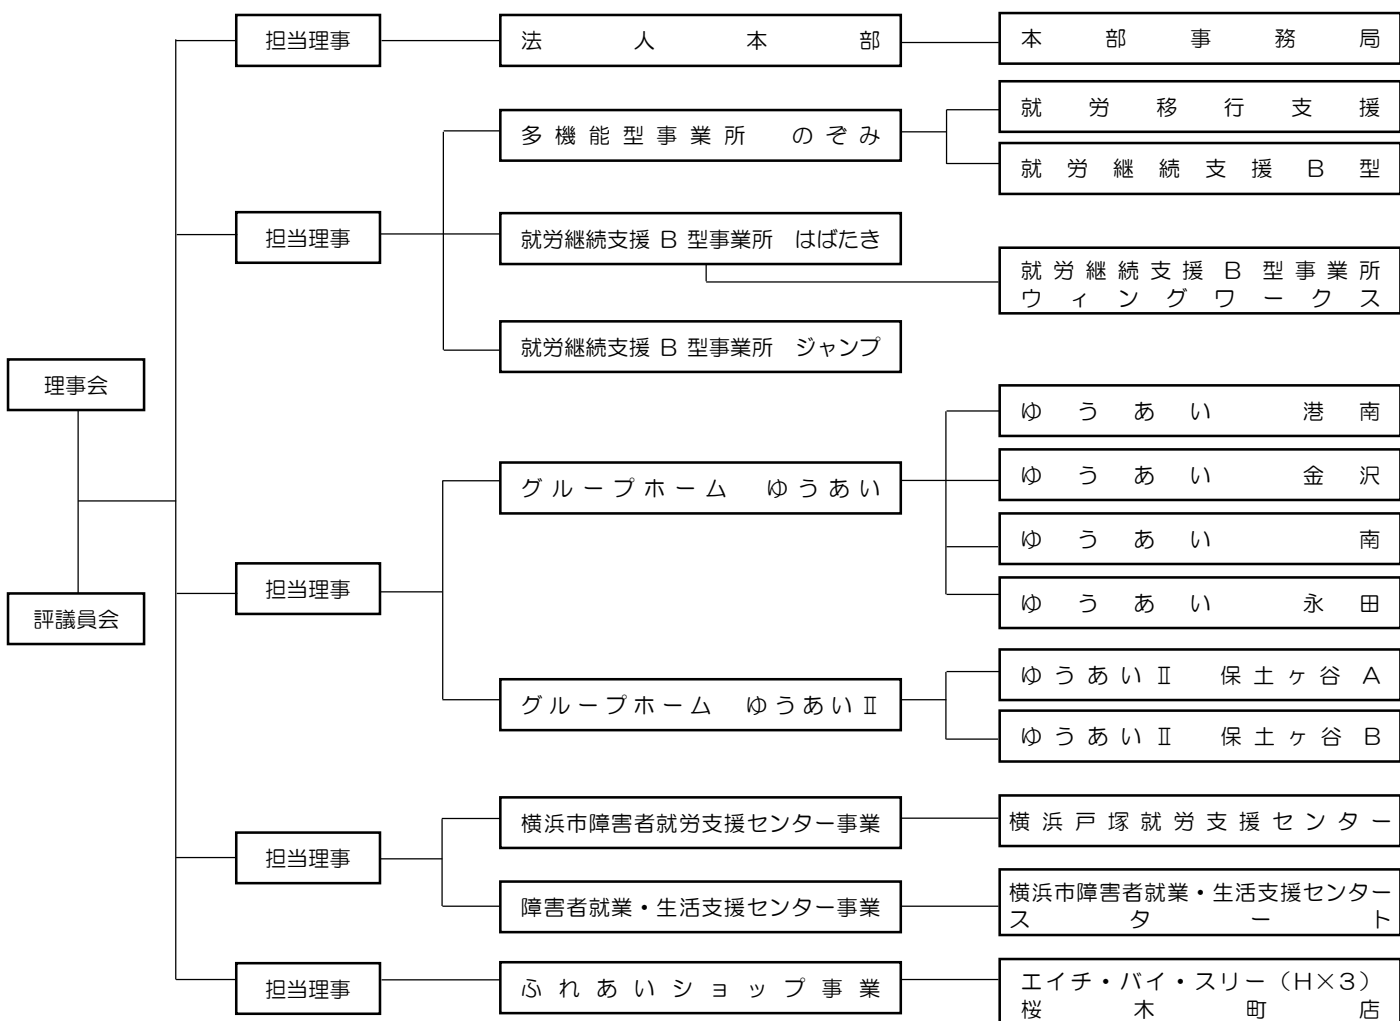 担当理事
法人本部
本部事務局
就労移行支援
多機能型事業所 のぞみ
就労継続支援B型
担当理事
就労継続支援 B 型事業所 はばたき
就労継続支援B型事業所
ウィングワークス
就労継続支援 B 型事業所 ジャンプ
理事会
評議員会
担当理事
グループホーム ゆうあい
ゆうあい 港南
ゆうあい 金沢
ゆうあい 南
ゆうあい 永田
グループホーム ゆうあいⅡ
ゆうあいⅡ 保土ヶ谷A
ゆうあいⅡ 保土ヶ谷B
担当理事
横浜市障害者就労支援センター事業
横浜戸塚就労支援センター
障害者就業・生活支援センター事業
横浜市障害者就業・生活支援センター
スタート
担当理事
ふれあいショップ事業
エイチ・バイ・スリー(H×3)
桜木町店